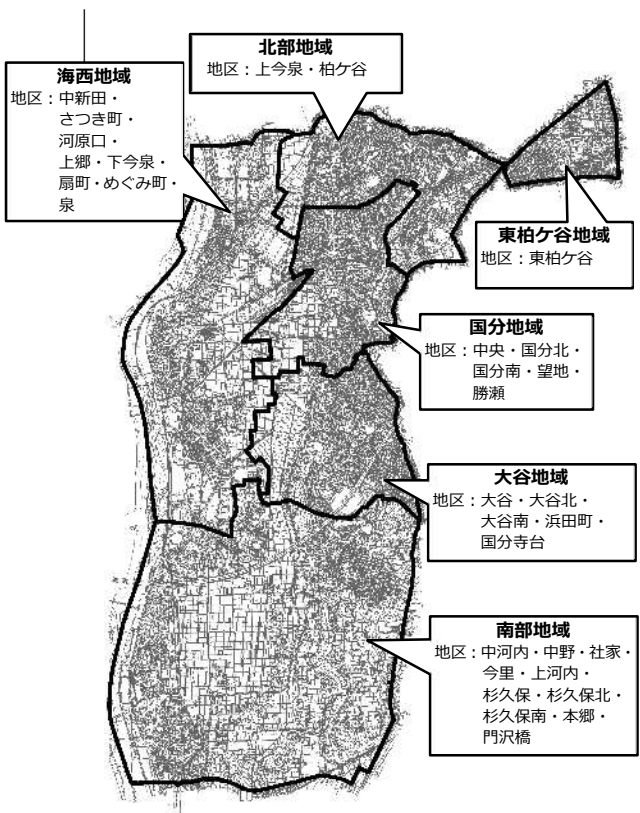 北部地域
地区：上今泉・柏ケ谷
海西地域
地区：中新田・
さつき町・
河原口・
上郷・下今泉・
扇町・めぐみ町・
泉
東柏ケ谷地域
地区：東柏ケ谷
国分地域
地区：中央・国分北・
国分南・望地・
勝瀬
大谷地域
地区：大谷・大谷北・
大谷南・浜田町・
国分寺台
南部地域
地区：中河内・中野・社家・
今里・上河内・
杉久保・杉久保北・
杉久保南・本郷・
門沢橋